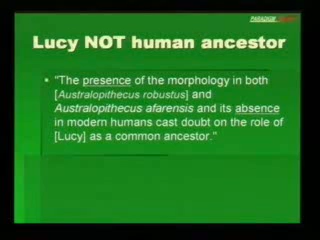 PARADIGM
Lucy NOT human ancestor
"The presence of the morphology in both
[Australopithecus robustus] and
Australopithecus afarensis and its absence
in modern humans cast doubt on the role of
[Lucy] as a common ancestor."